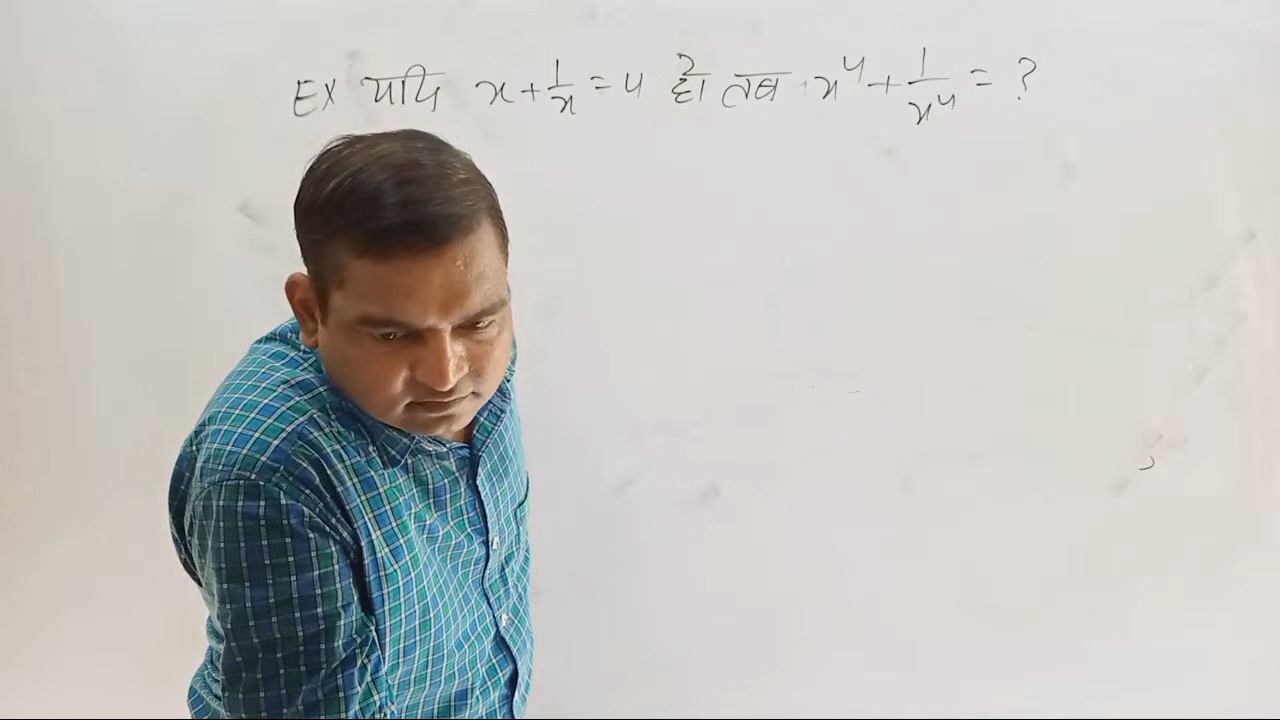 EX यदि x + 1/x = 4 हो तब x⁴ + 1/x⁴ = ?